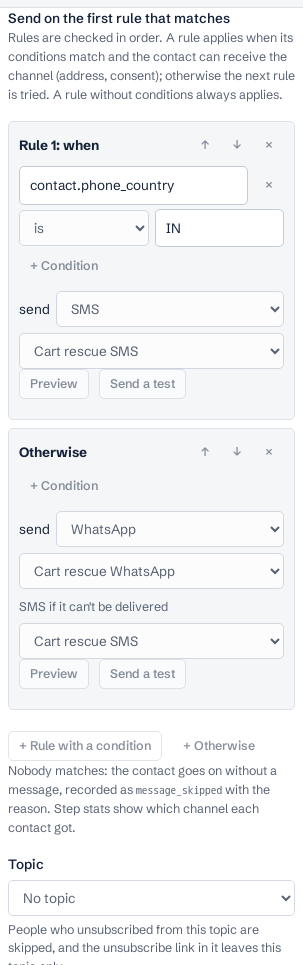 Send on the first rule that matches
Rules are checked in order. A rule applies when its
conditions match and the contact can receive the
channel (address, consent); otherwise the next rule
is tried. A rule without conditions always applies.
Rule 1: when ↑ ↓ ×
contact.phone_country ×
is IN
+ Condition
send SMS
Cart rescue SMS
Preview Send a test
Otherwise ↑ ↓ ×
+ Condition
send WhatsApp
Cart rescue WhatsApp
SMS if it can't be delivered
Cart rescue SMS
Preview Send a test
+ Rule with a condition + Otherwise
Nobody matches: the contact goes on without a
message, recorded as message_skipped with the
reason. Step stats show which channel each
contact got.
Topic
No topic
People who unsubscribed from this topic are
skipped, and the unsubscribe link in it leaves this